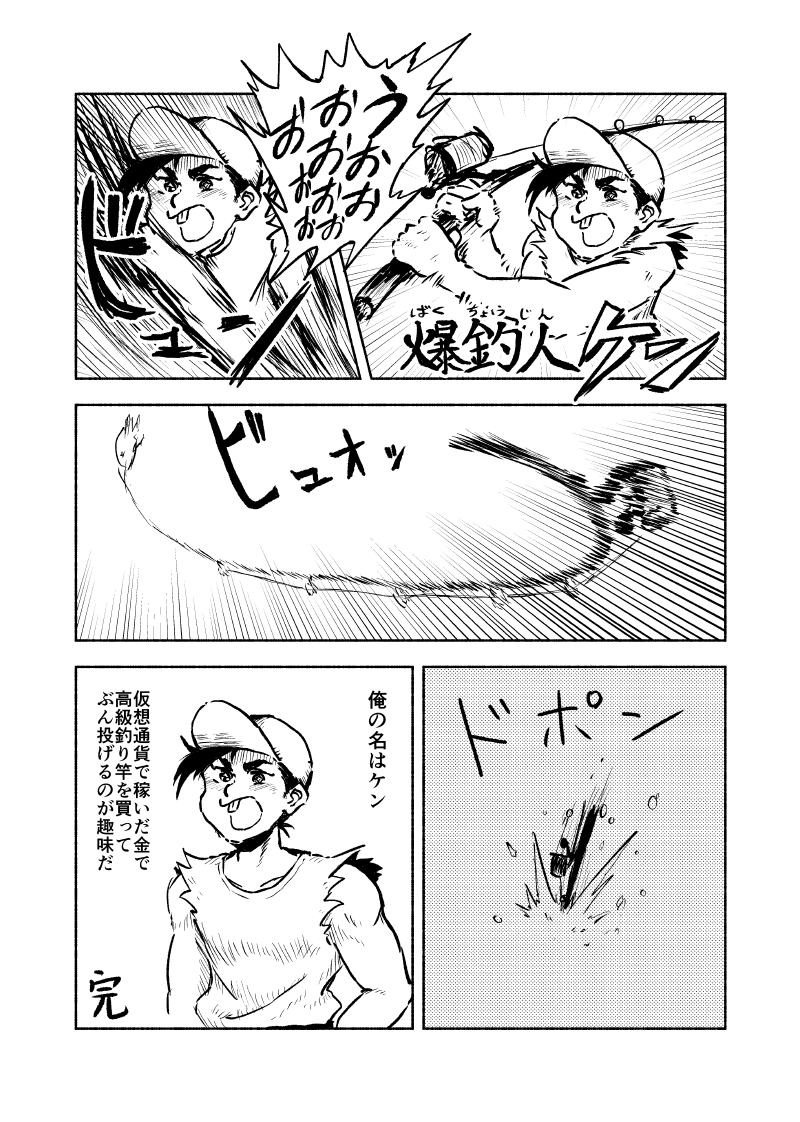 うおお
おおおお
おおお
ばくちょうじん
爆釣人ケン
ドギュン
ビュオッ
ドポン
俺の名はケン
仮想通貨で稼いだ金で
高級釣り竿を買って
ぶん投げるのが趣味だ
完